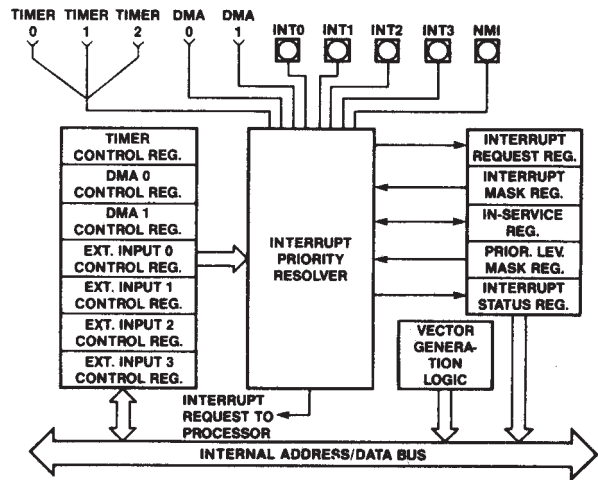 TIMER 0
TIMER 1
TIMER 2
DMA 0
DMA 1
INT0
INT1
INT2
INT3
NMI
TIMER
CONTROL REG.
DMA 0
CONTROL REG.
DMA 1
CONTROL REG.
EXT. INPUT 0
CONTROL REG.
EXT. INPUT 1
CONTROL REG.
EXT. INPUT 2
CONTROL REG.
EXT. INPUT 3
CONTROL REG.
INTERRUPT
PRIORITY
RESOLVER
INTERRUPT
REQUEST REG.
INTERRUPT
MASK REG.
IN-SERVICE
REG.
PRIOR. LEV.
MASK REG.
INTERRUPT
STATUS REG.
VECTOR
GENERA-
TION
LOGIC
INTERRUPT
REQUEST TO
PROCESSOR
INTERNAL ADDRESS/DATA BUS